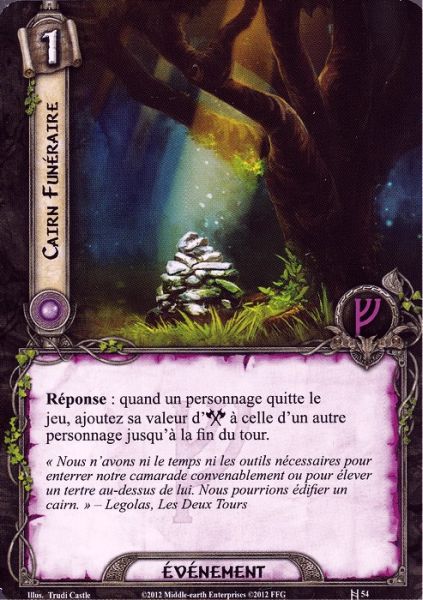 1
CAIRN FUNÉRAIRE
Réponse : quand un personnage quitte le
jeu, ajoutez sa valeur d' à celle d'un autre
personnage jusqu'à la fin du tour.
« Nous n'avons ni le temps ni les outils nécessaires pour
enterrer notre camarade convenablement ou pour élever
un tertre au-dessus de lui. Nous pourrions édifier un
cairn. » – Legolas, Les Deux Tours
ÉVÉNEMENT
Illus. Trudi Castle ©2012 Middle-earth Enterprises ©2012 FFG 54